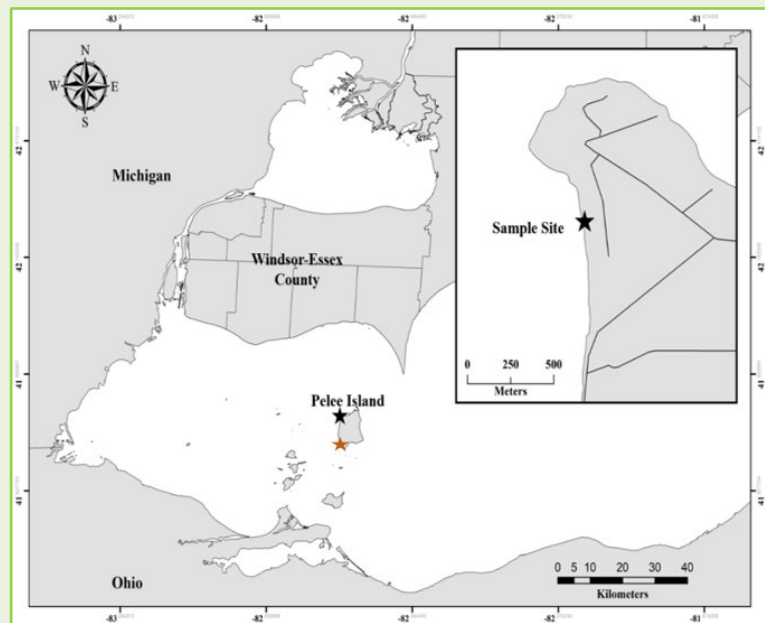 -83
-82
-82
-82
-81
N
W E
S
42
Michigan
Sample Site
42
Windsor-Essex
County
0 250 500
Meters
41
Pelee Island
41
Ohio
0 5 10 20 30 40
Kilometers
-83
-82
-82
-82
-81